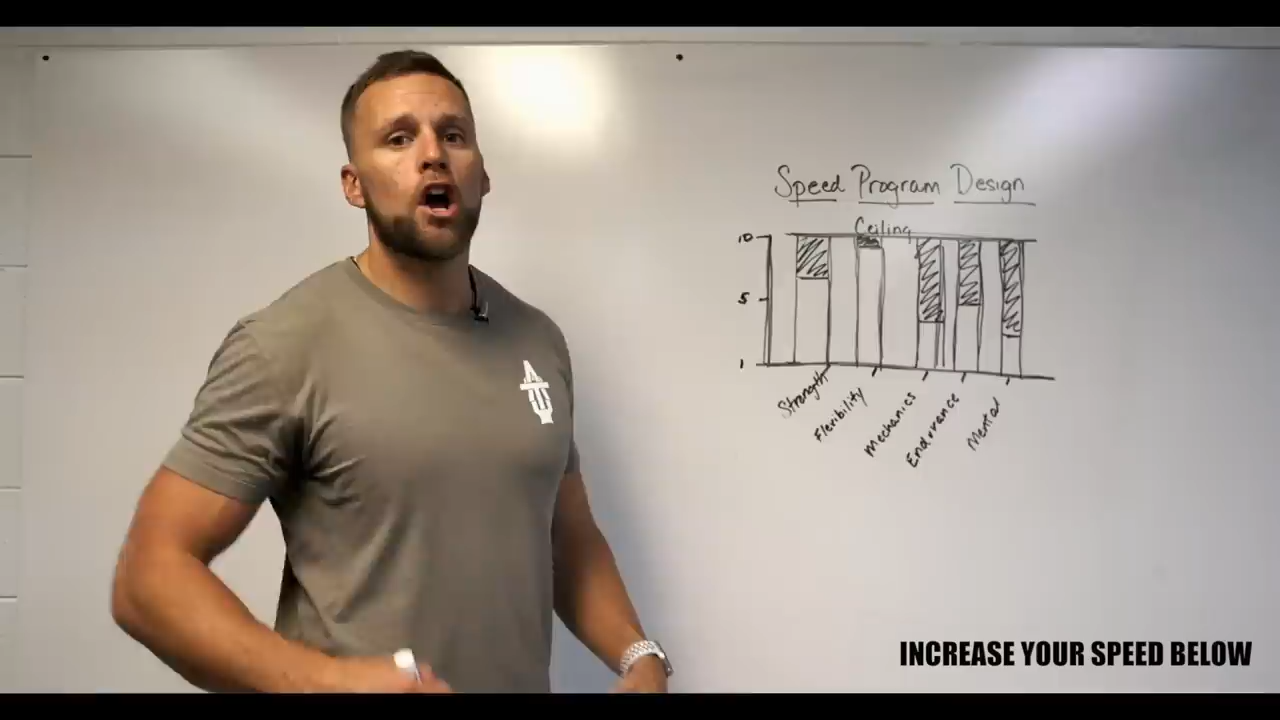 Speed Program Design
Ceiling
10
5
1
Strength
Flexibility
Mechanics
Endurance
Mental
INCREASE YOUR SPEED BELOW